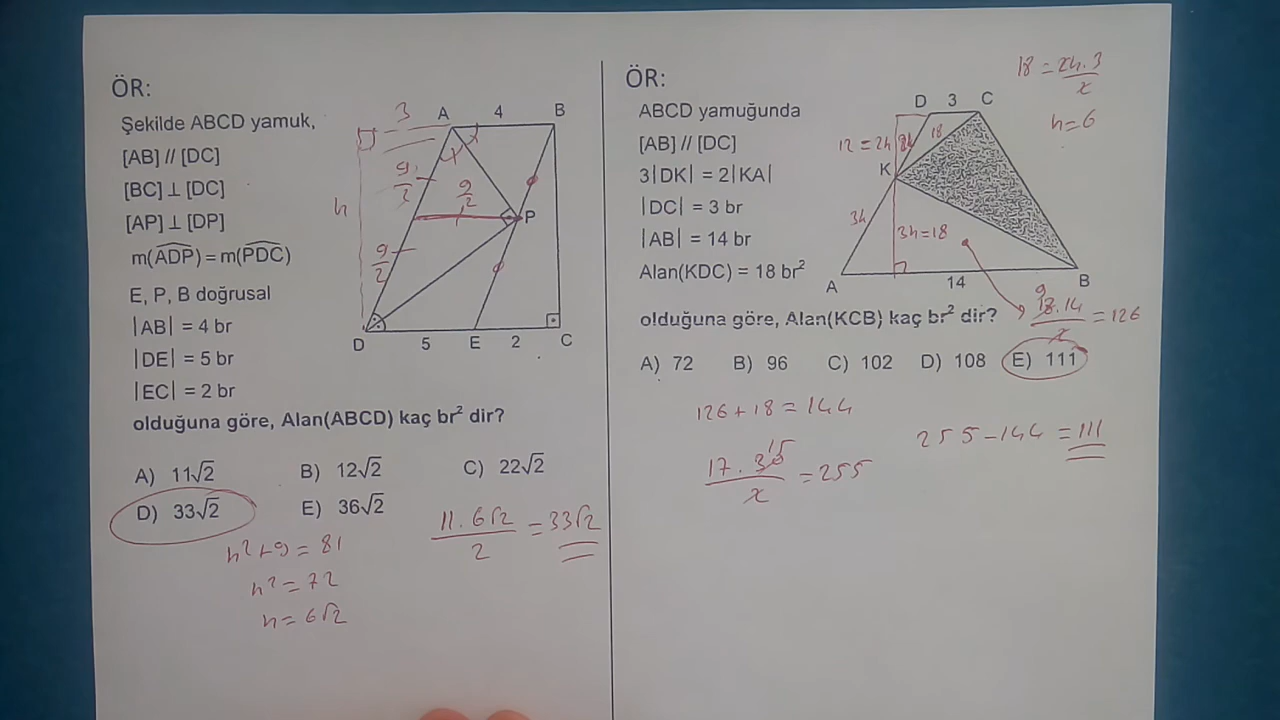 ÖR:
Şekilde ABCD yamuk,
[AB] // [DC]
[BC] ⊥ [DC]
[AP] ⊥ [DP]
m(ADP) = m(PDC)
E, P, B doğrusal
|AB| = 4 br
|DE| = 5 br
|EC| = 2 br
olduğuna göre, Alan(ABCD) kaç br² dir?
A) 11√2 B) 12√2 C) 22√2
D) 33√2 E) 36√2
h²+9=81
h²=72
h=6√2
11.6√2/2 =33√2
3 A 4 B
9/2
9/2
h
P
9/2
D 5 E 2 C
ÖR:
ABCD yamuğunda
[AB] // [DC]
3|DK| = 2|KA|
|DC| = 3 br
|AB| = 14 br
Alan(KDC) = 18 br²
olduğuna göre, Alan(KCB) kaç br² dir?
A) 72 B) 96 C) 102 D) 108 E) 111
18=2h.3/2
h=6
D 3 C
12=2h 18
K
3h 3h=18
A 14 B
9
18.14/2 =126
126+18=144
15
17.30/2 =255
255-144=111